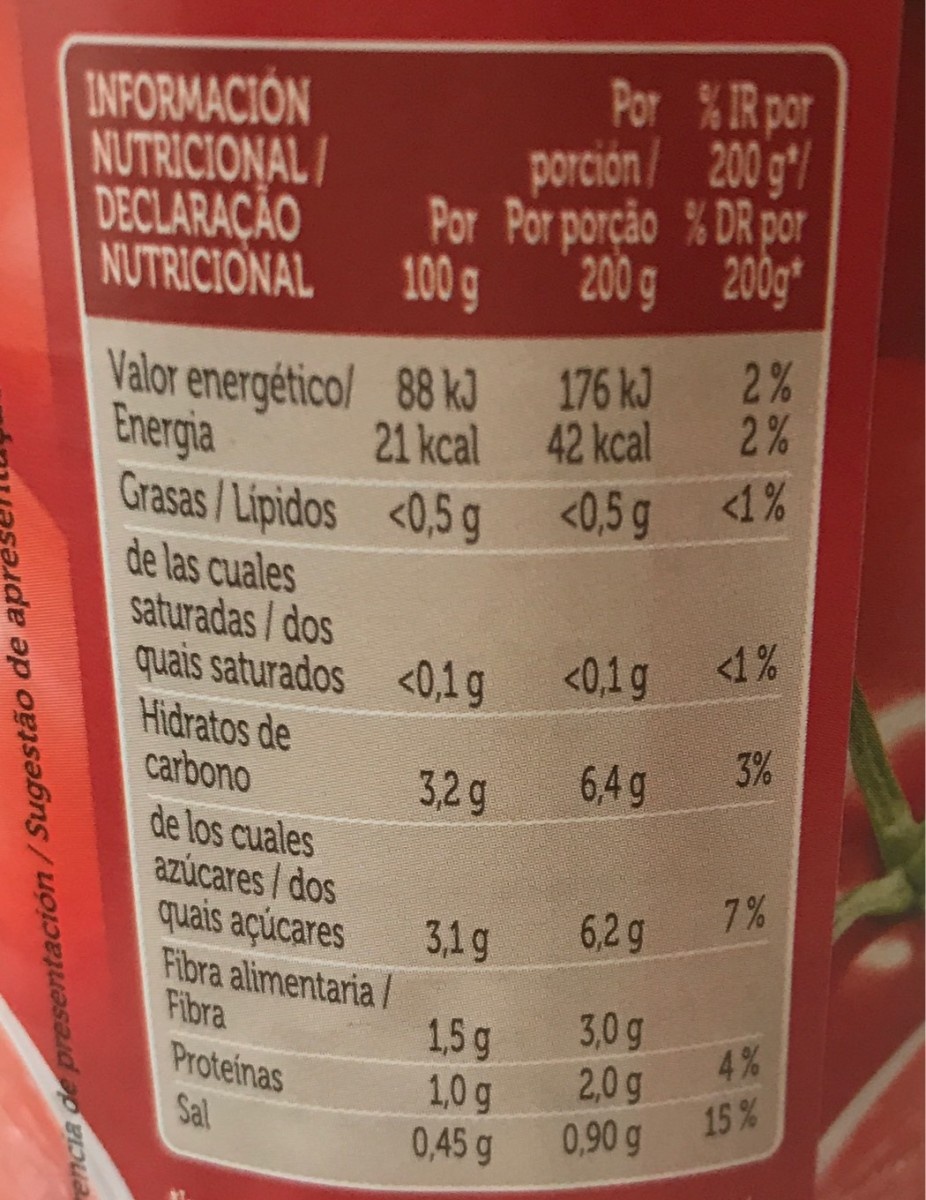 INFORMACIÓN NUTRICIONAL / DECLARAÇÃO NUTRICIONAL
Por 100 g
Por porción / Por porção 200 g
% IR por 200 g*/ % DR por 200g*
Valor energético/ 88 kJ 176 kJ 2 %
Energia 21 kcal 42 kcal 2 %
Grasas / Lípidos <0,5 g <0,5 g <1 %
de las cuales
saturadas / dos
quais saturados <0,1 g <0,1 g <1 %
Hidratos de
carbono 3,2 g 6,4 g 3%
de los cuales
azúcares / dos
quais açúcares 3,1 g 6,2 g 7 %
Fibra alimentaria /
Fibra 1,5 g 3,0 g
Proteínas 1,0 g 2,0 g 4 %
Sal 0,45 g 0,90 g 15 %
de presentación / Sugestão de